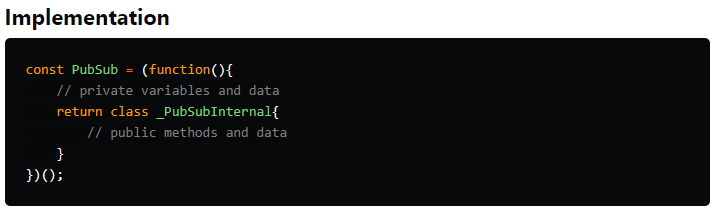 Implementation
const PubSub = (function(){
    // private variables and data
    return class _PubSubInternal{
        // public methods and data
    }
})();